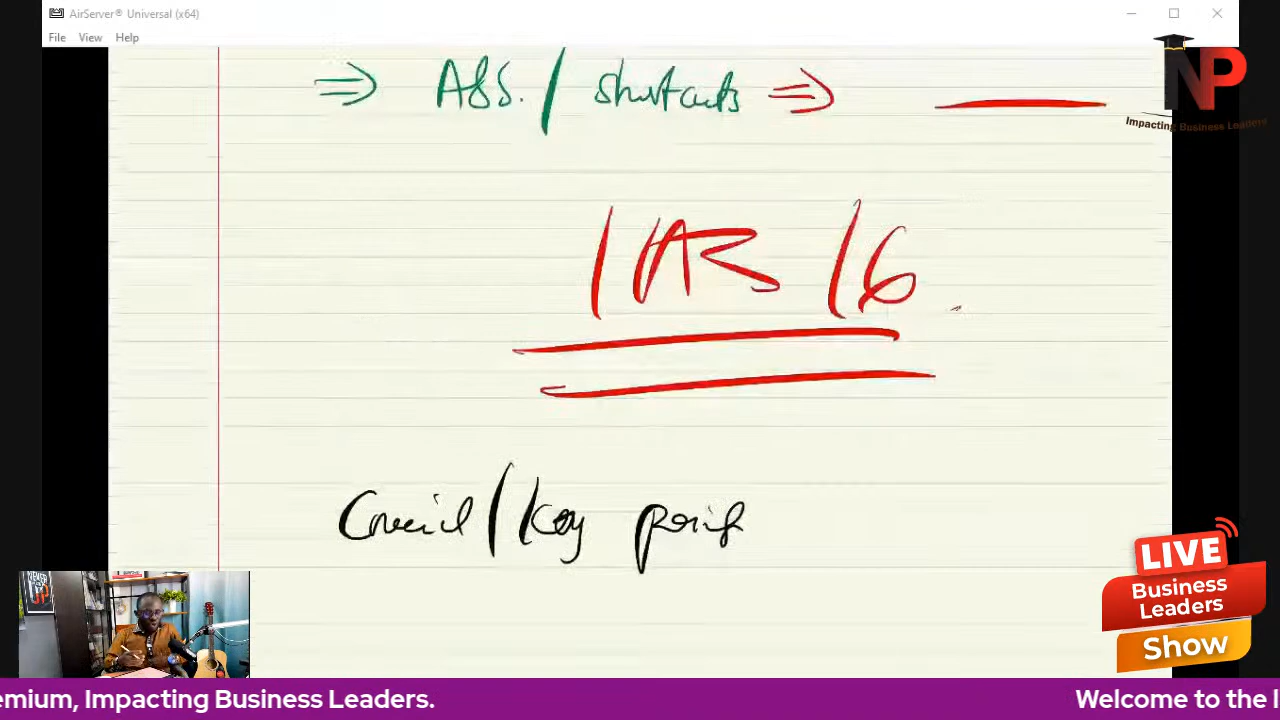 AirServer® Universal (x64)
File View Help
⇒ Ass. / shortcuts ⇒
NP
Impacting Business Leaders
IAS 16
Crucial / key point
LIVE
Business
Leaders
Show
emium, Impacting Business Leaders. Welcome to the